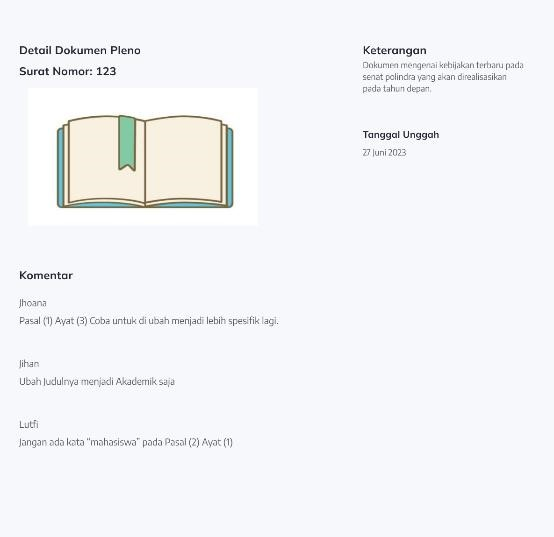 Detail Dokumen Pleno
Surat Nomor: 123
Keterangan
Dokumen mengenai kebijakan terbaru pada
senat polindra yang akan direalisasikan
pada tahun depan.
Tanggal Unggah
27 Juni 2023
Komentar
Jhoana
Pasal (1) Ayat (3) Coba untuk di ubah menjadi lebih spesifik lagi.
Jihan
Ubah Judulnya menjadi Akademik saja
Lutfi
Jangan ada kata “mahasiswa” pada Pasal (2) Ayat (1)